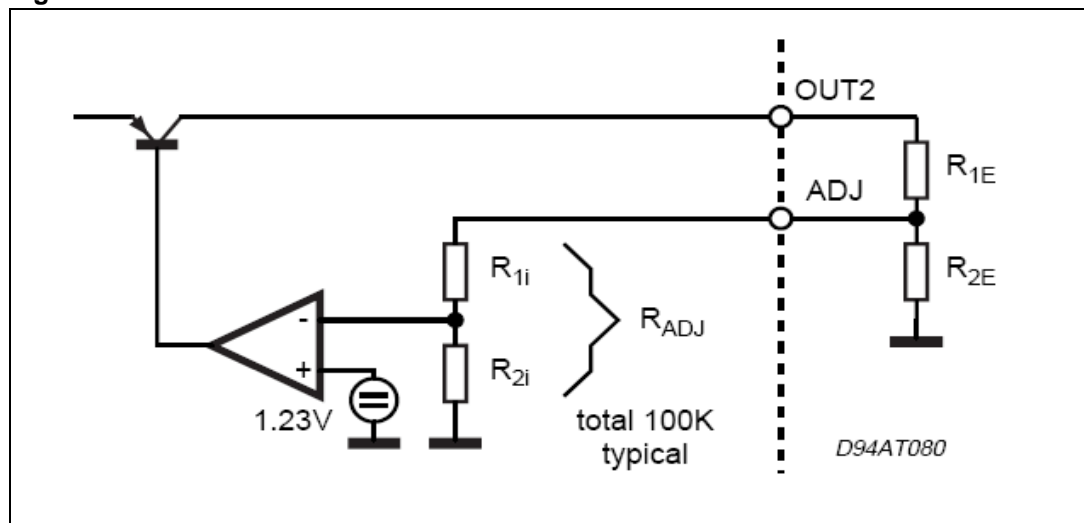 OUT2
R1E
ADJ
R1i
R2E
-
RADJ
+
R2i
1.23V
total 100K
typical
D94AT080